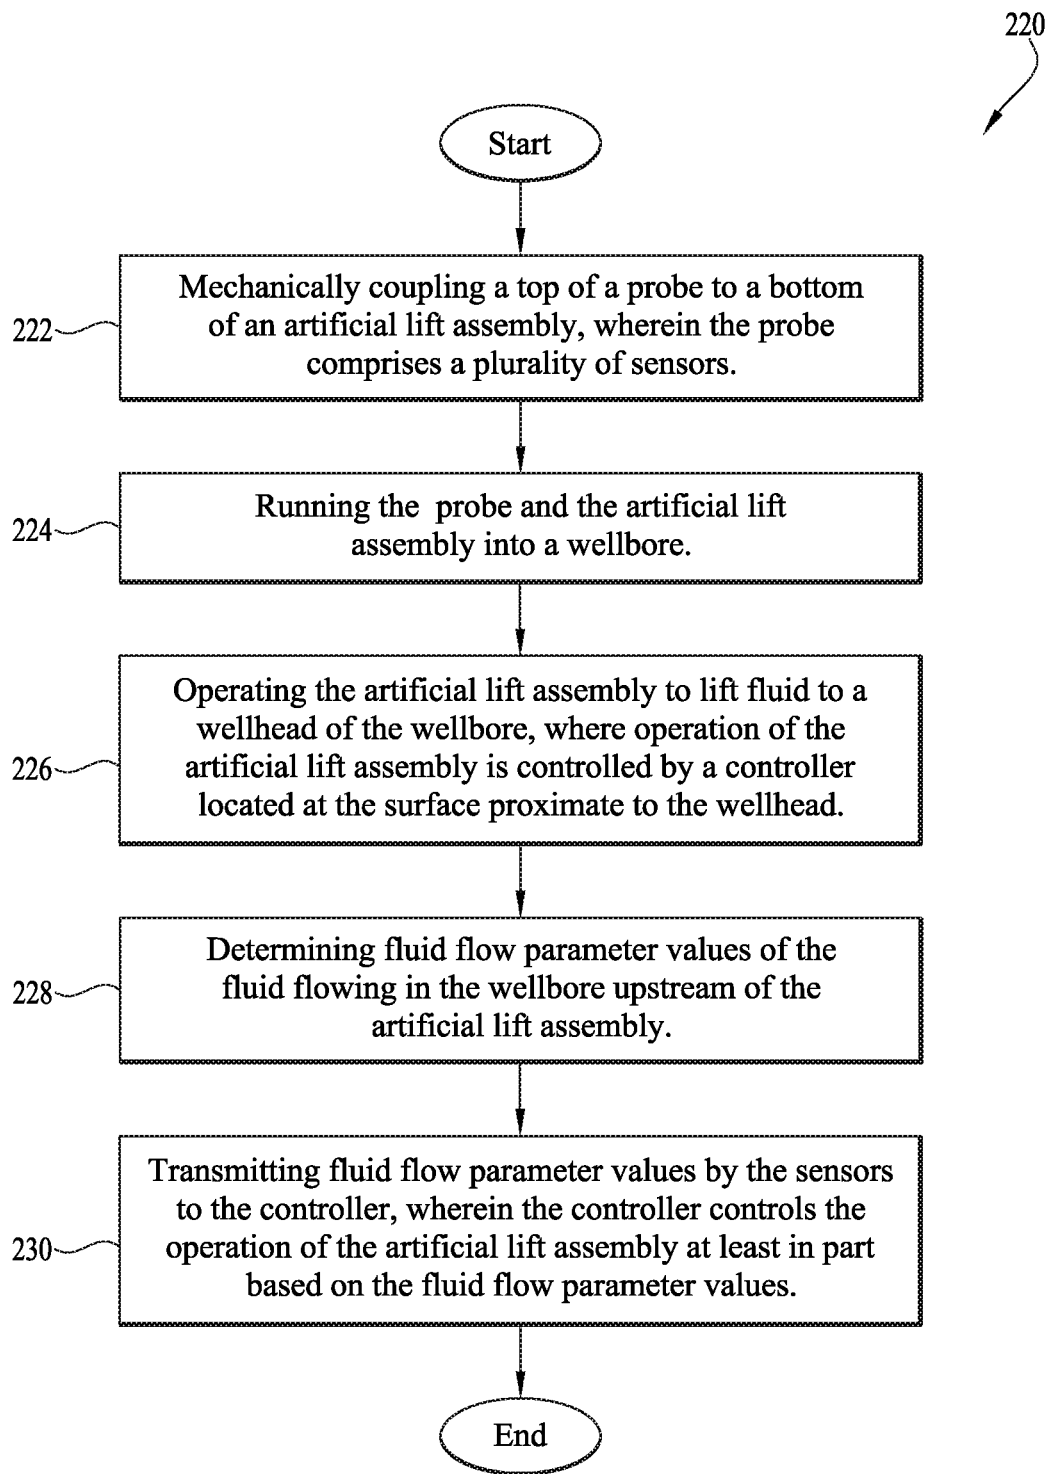 220
Start
222
Mechanically coupling a top of a probe to a bottom
of an artificial lift assembly, wherein the probe
comprises a plurality of sensors.
224
Running the probe and the artificial lift
assembly into a wellbore.
226
Operating the artificial lift assembly to lift fluid to a
wellhead of the wellbore, where operation of the
artificial lift assembly is controlled by a controller
located at the surface proximate to the wellhead.
228
Determining fluid flow parameter values of the
fluid flowing in the wellbore upstream of the
artificial lift assembly.
230
Transmitting fluid flow parameter values by the sensors
to the controller, wherein the controller controls the
operation of the artificial lift assembly at least in part
based on the fluid flow parameter values.
End